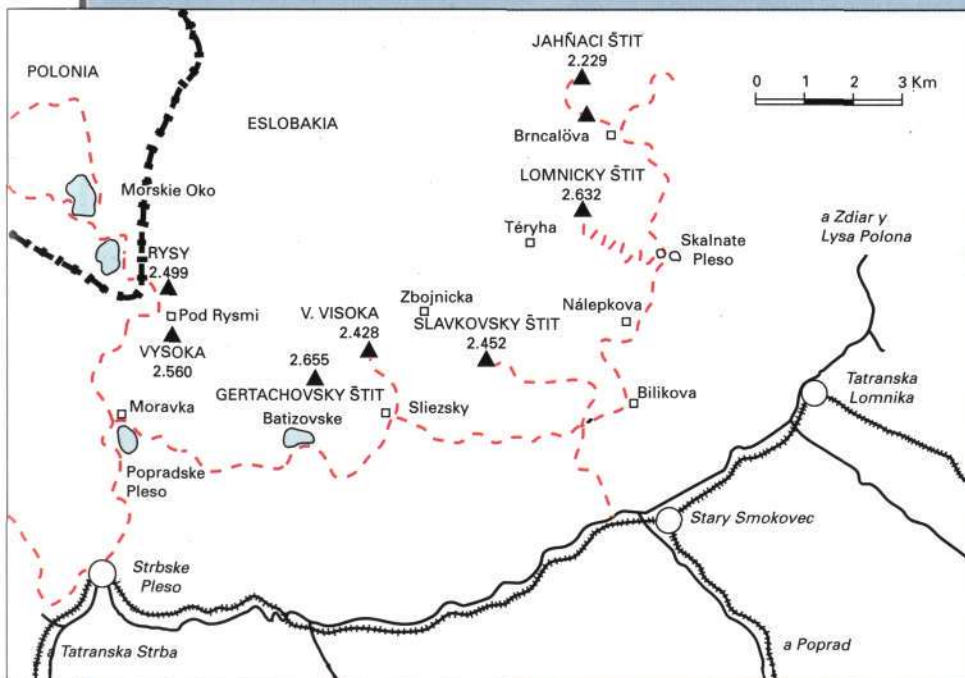 JAHÑACI ŠTIT
2.229
POLONIA
0 1 2 3 Km
ESLOBAKIA
Brncalöva
LOMNICKY ŠTIT
2.632
Morskie Oko
a Zdiar y
Lysa Polona
Téryha
Skalnate
Pleso
RYSY
2.499
Zbojnicka
Nálepkova
Pod Rysmi
V. VISOKA
2.428
SLAVKOVSKY ŠTIT
2.452
VYSOKA
2.560
2.655
GERTACHOVSKY ŠTIT
Tatranska
Lomnika
Moravka
Batizovske
Sliezsky
Bilikova
Popradske
Pleso
Stary Smokovec
Strbske
Pleso
a Tatranska Strba
a Poprad